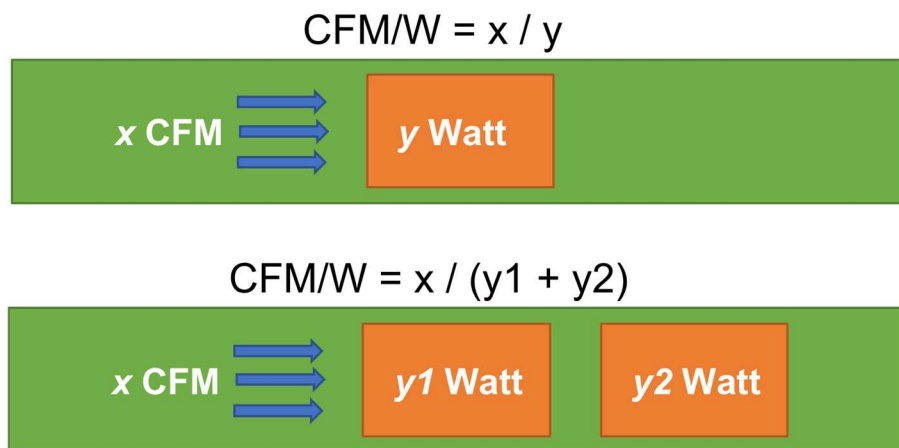 CFM/W = x / y
x CFM
y Watt
CFM/W = x / (y1 + y2)
x CFM
y1 Watt
y2 Watt